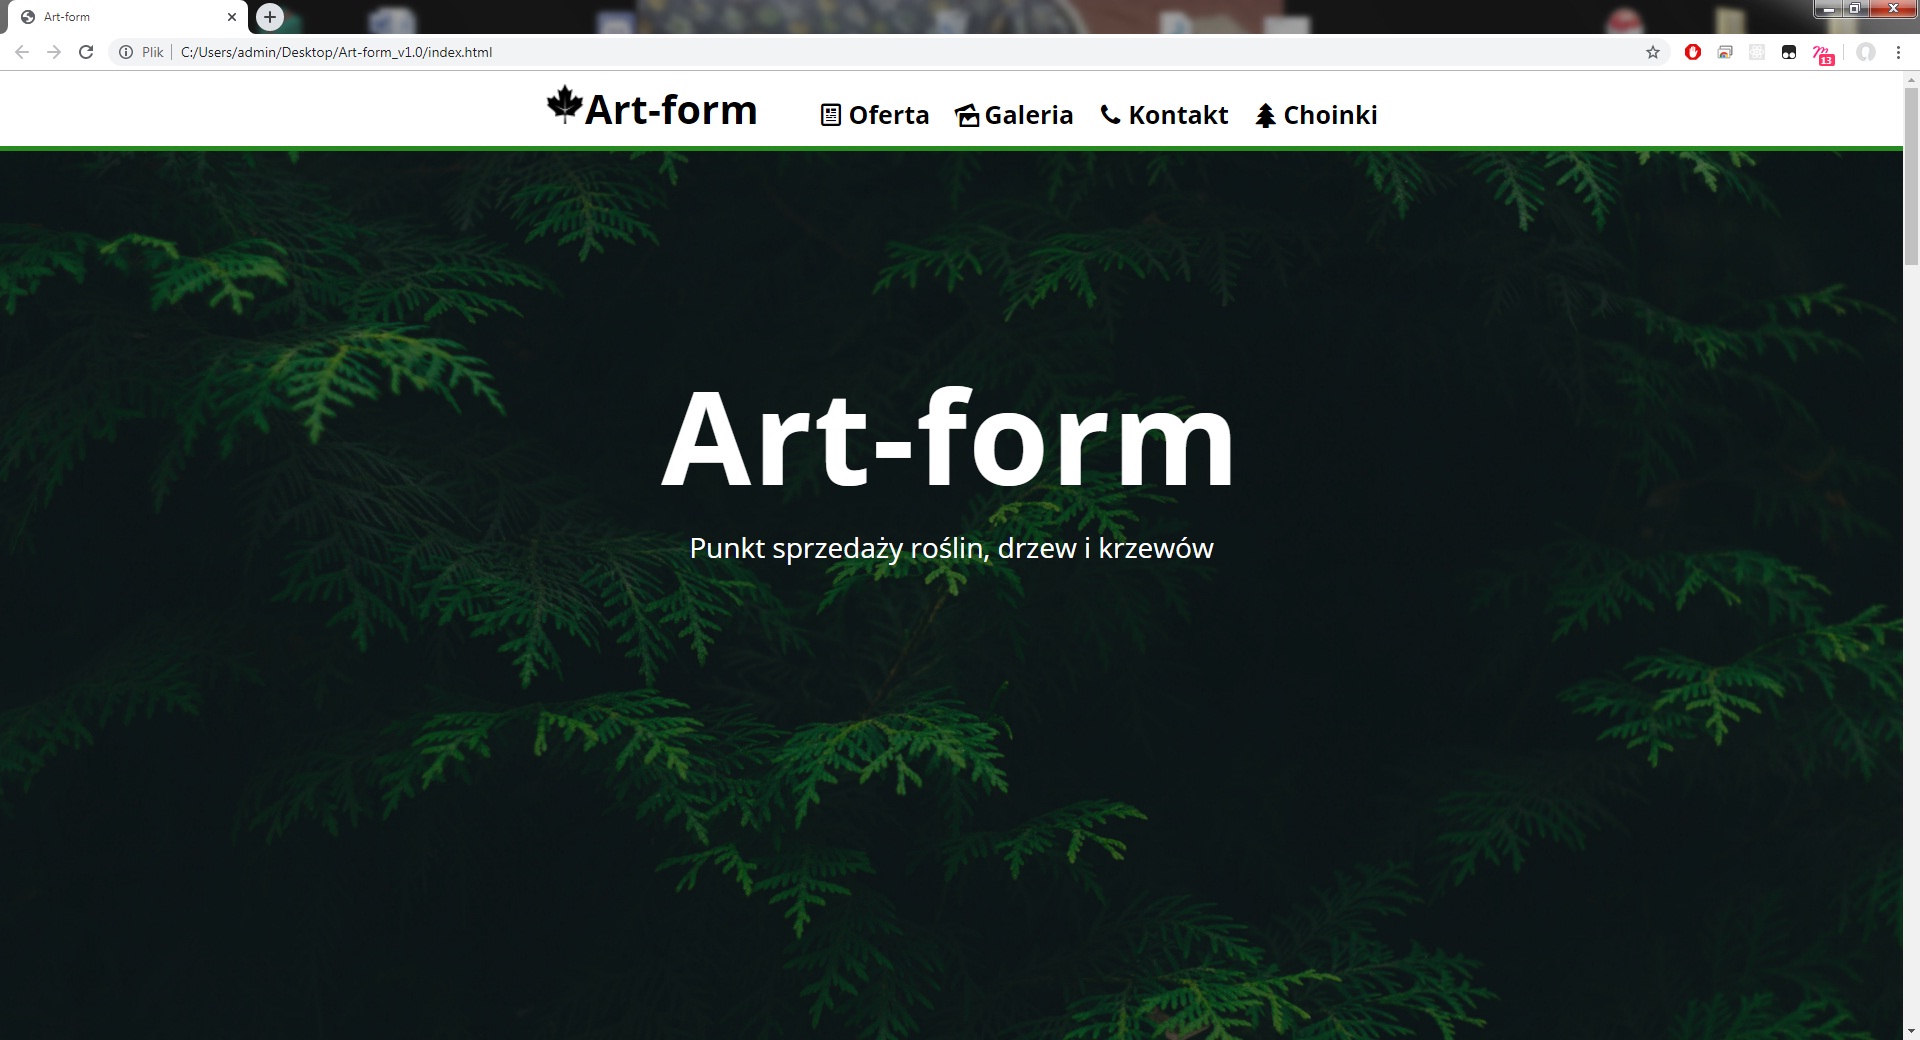 Art-form
Plik
C:/Users/admin/Desktop/Art-form_v1.0/index.html
13
Art-form
Oferta
Galeria
Kontakt
Choinki
Art-form
Punkt sprzedaży roślin, drzew i krzewów